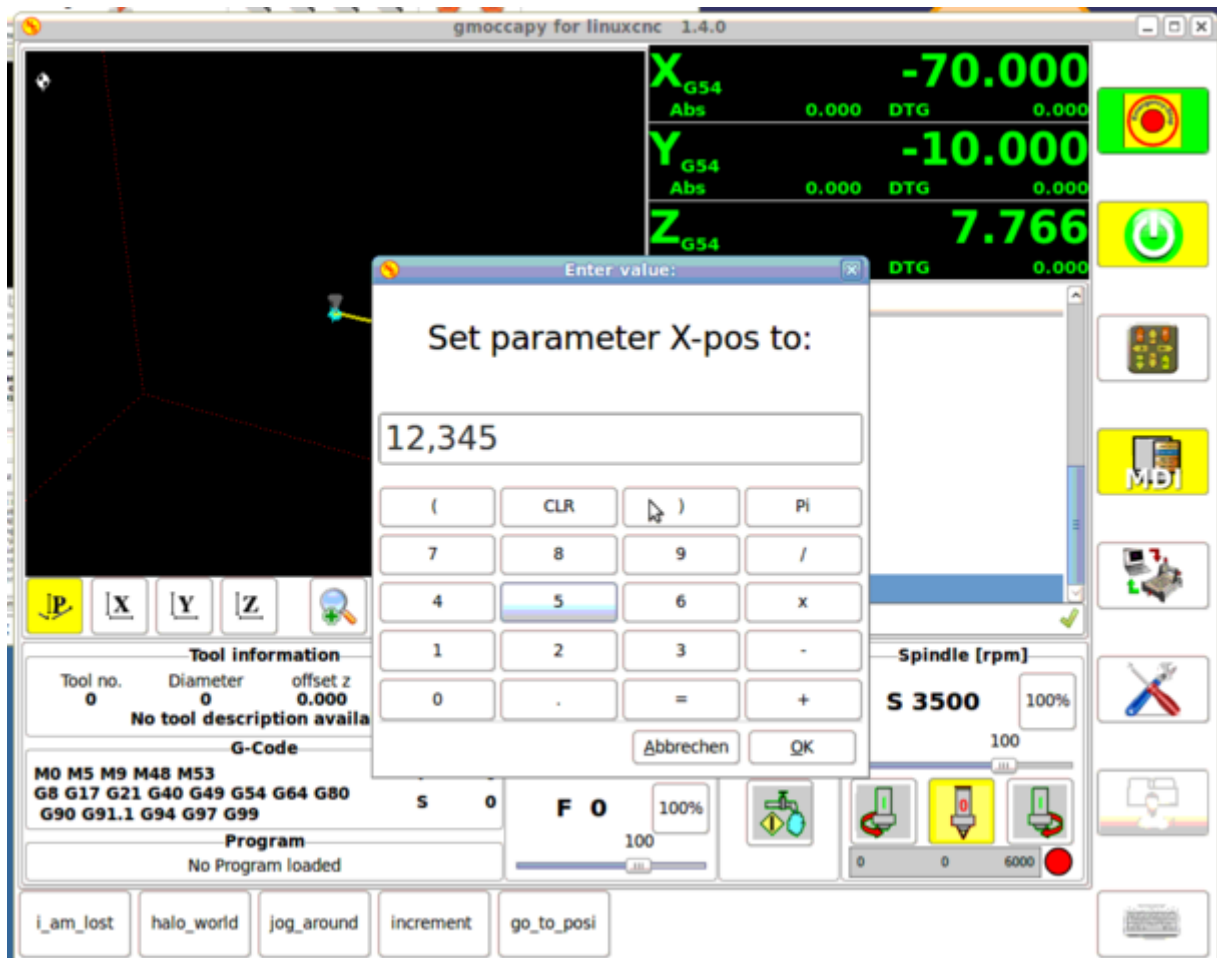 gmoccapy for linuxcnc 1.4.0
X G54 -70.000
Abs 0.000 DTG 0.000
Y G54 -10.000
Abs 0.000 DTG 0.000
Z G54 7.766
DTG 0.000
Enter value:
Set parameter X-pos to:
12,345
( CLR ) Pi
7 8 9 /
4 5 6 x
1 2 3 -
0 . = +
Abbrechen OK
MDI
P X Y Z
Tool information
Tool no. Diameter offset z
0 0 0.000
No tool description availa
G-Code
M0 M5 M9 M48 M53
G8 G17 G21 G40 G49 G54 G64 G80
G90 G91.1 G94 G97 G99
S 0
Program
No Program loaded
F 0 100%
100
Spindle [rpm]
S 3500 100%
100
0 0 6000
i_am_lost halo_world jog_around increment go_to_posi